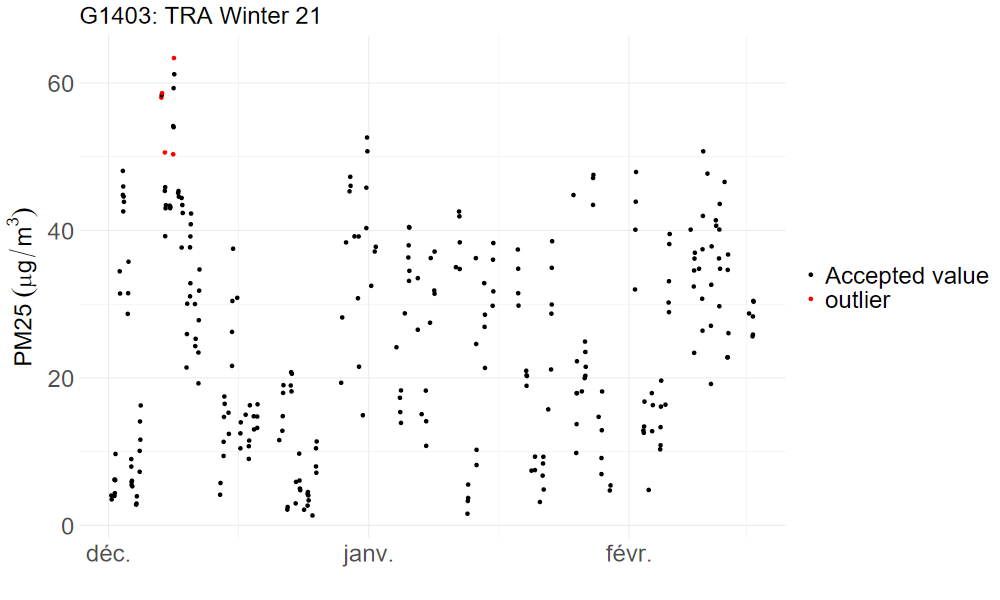 G1403: TRA Winter 21
PM25 (μg/m³)
60
40
20
0
déc.
janv.
févr.
Accepted value
outlier